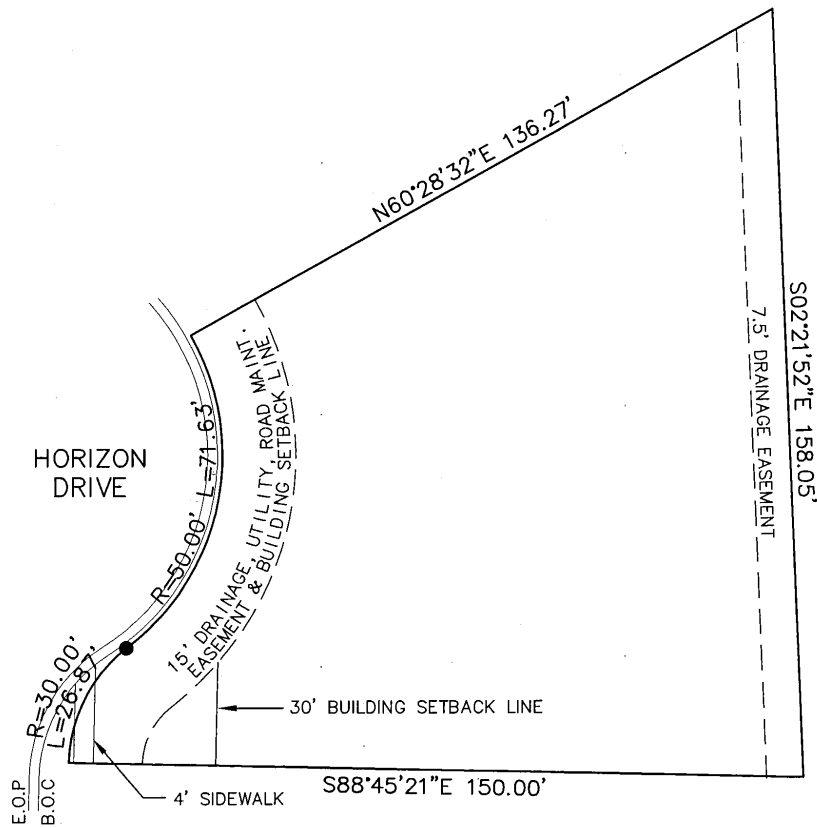 N60°28'32"E 136.27'
S02°21'52"E 158.05'
7.5' DRAINAGE EASEMENT
15' DRAINAGE, UTILITY, ROAD MAINT.
EASEMENT & BUILDING SETBACK LINE
HORIZON
DRIVE
R=50.00' L=71.63'
R=30.00'
L=26.87'
30' BUILDING SETBACK LINE
S88°45'21"E 150.00'
4' SIDEWALK
E.O.P
B.O.C